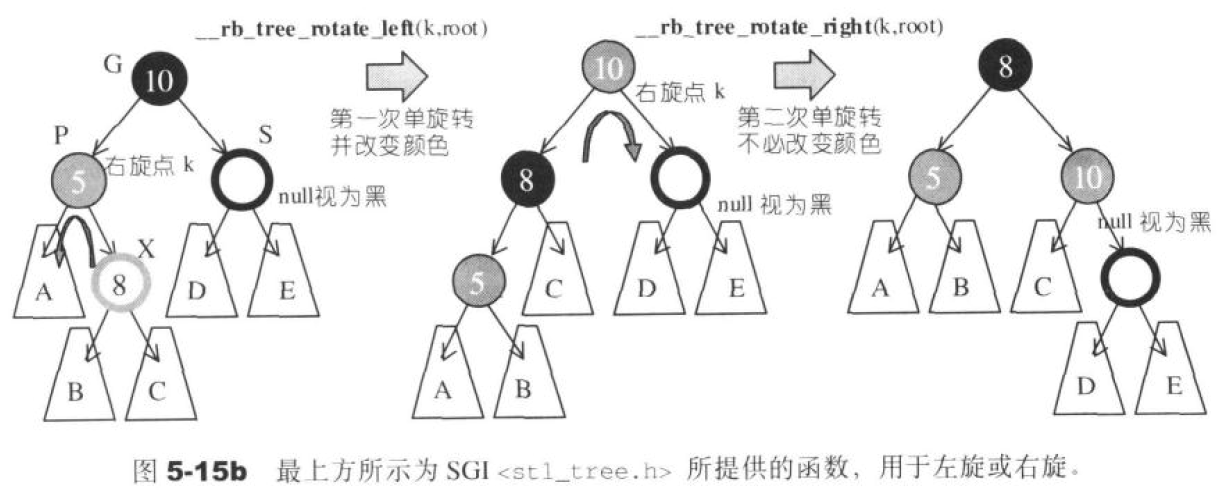 __rb_tree_rotate_left(k,root)
__rb_tree_rotate_right(k,root)
G
10
第一次单旋转
并改变颜色
P
5
右旋点 k
S
null视为黑
X
8
A
D
E
B
C
10
右旋点 k
第二次单旋转
不必改变颜色
8
null 视为黑
5
C
D
E
A
B
8
5
10
null 视为黑
A
B
C
D
E
图 5-15b 最上方所示为 SGI <stl_tree.h> 所提供的函数，用于左旋或右旋。